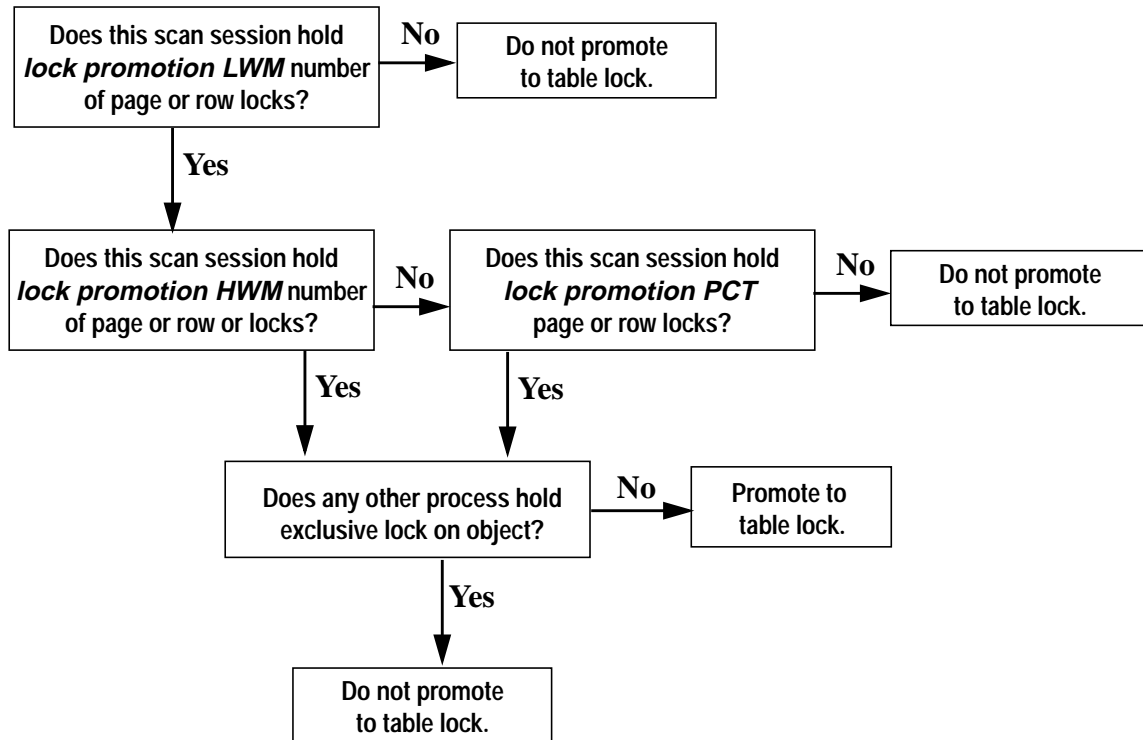 Does this scan session hold
lock promotion LWM number
of page or row locks?
No
Do not promote
to table lock.
Yes
Does this scan session hold
lock promotion HWM number
of page or row or locks?
No
Does this scan session hold
lock promotion PCT
page or row locks?
No
Do not promote
to table lock.
Yes
Yes
Does any other process hold
exclusive lock on object?
No
Promote to
table lock.
Yes
Do not promote
to table lock.